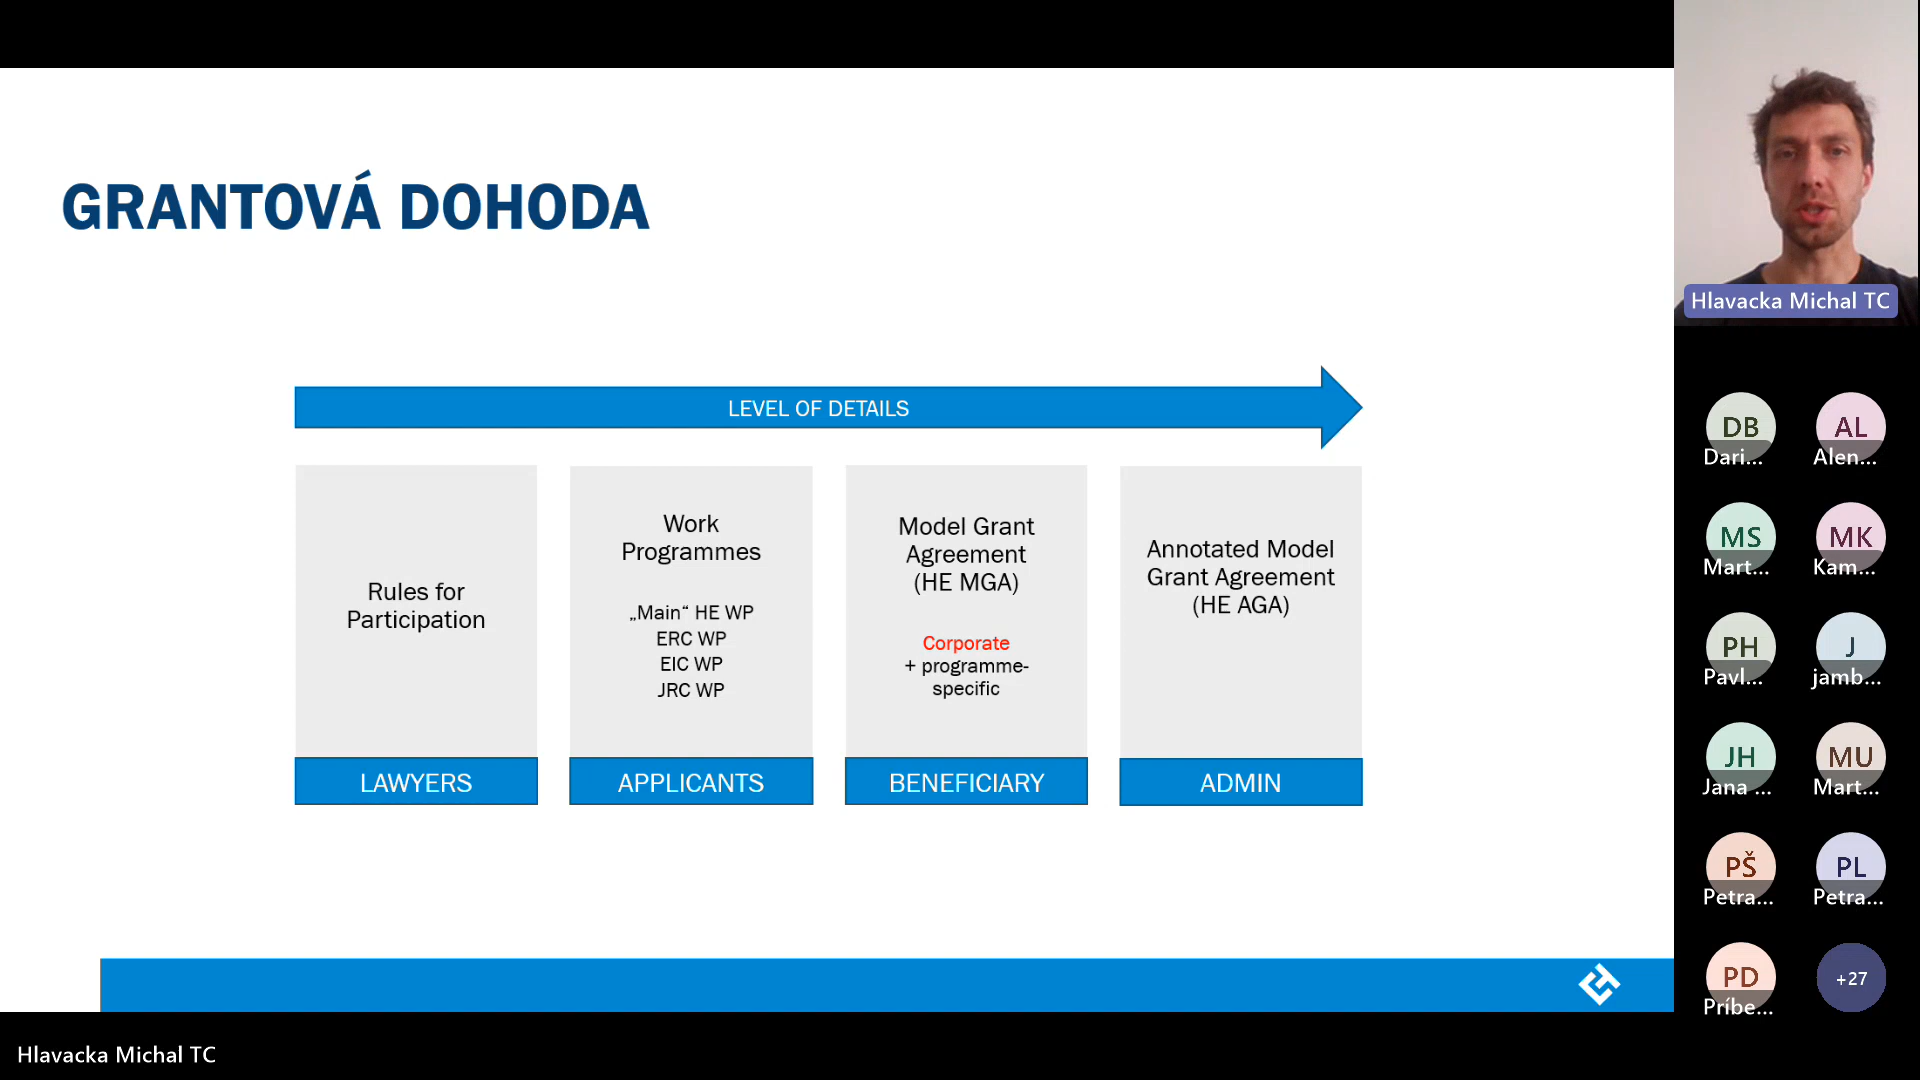 GRANTOVÁ DOHODA
LEVEL OF DETAILS
Rules for
Participation
LAWYERS
Work
Programmes
„Main“ HE WP
ERC WP
EIC WP
JRC WP
APPLICANTS
Model Grant
Agreement
(HE MGA)
Corporate
+ programme-
specific
BENEFICIARY
Annotated Model
Grant Agreement
(HE AGA)
ADMIN
Hlavacka Michal TC
DB
Dari...
AL
Alen...
MS
Mart...
MK
Kam...
PH
Pavl...
J
jamb...
JH
Jana ...
MU
Mart...
PŠ
Petra...
PL
Petra...
PD
Príbe...
+27
Hlavacka Michal TC